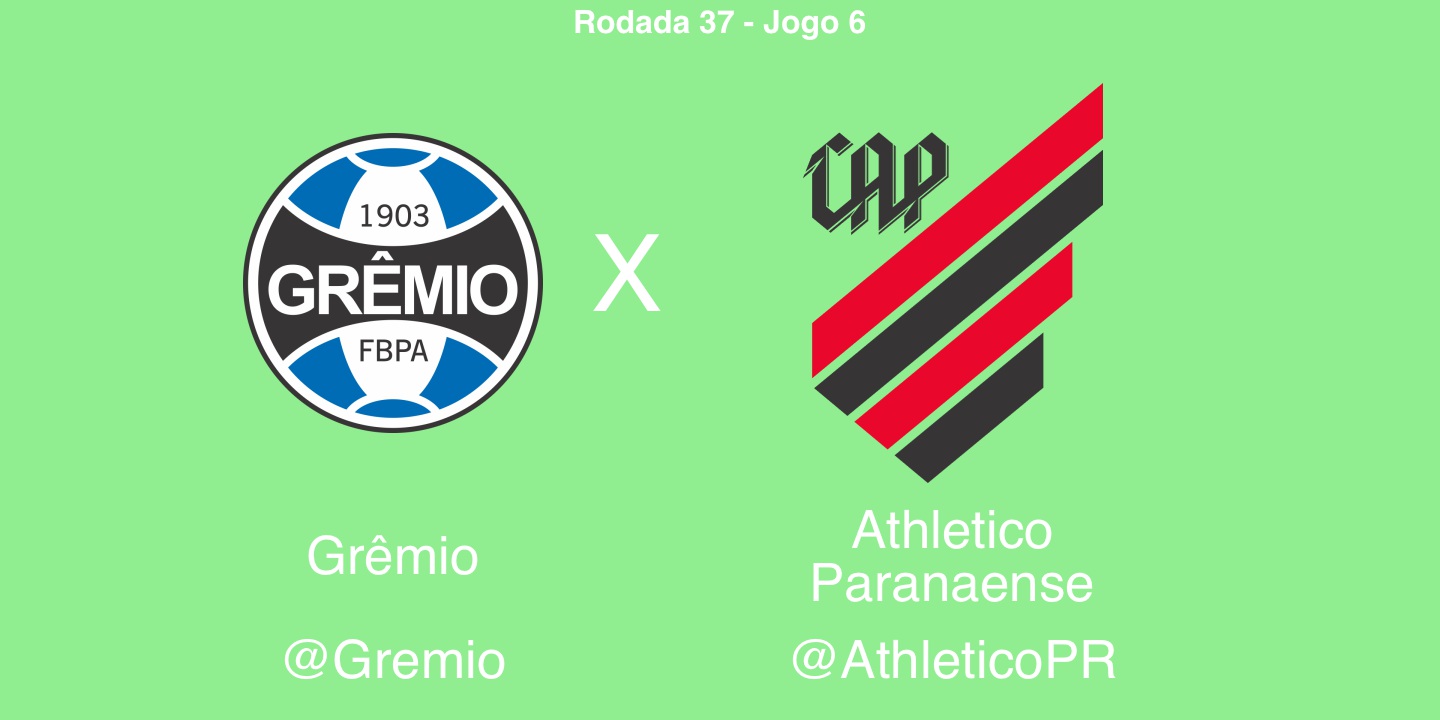 Rodada 37 - Jogo 6
1903
GRÊMIO
FBPA
X
CAP
Grêmio
Athletico
Paranaense
@Gremio
@AthleticoPR